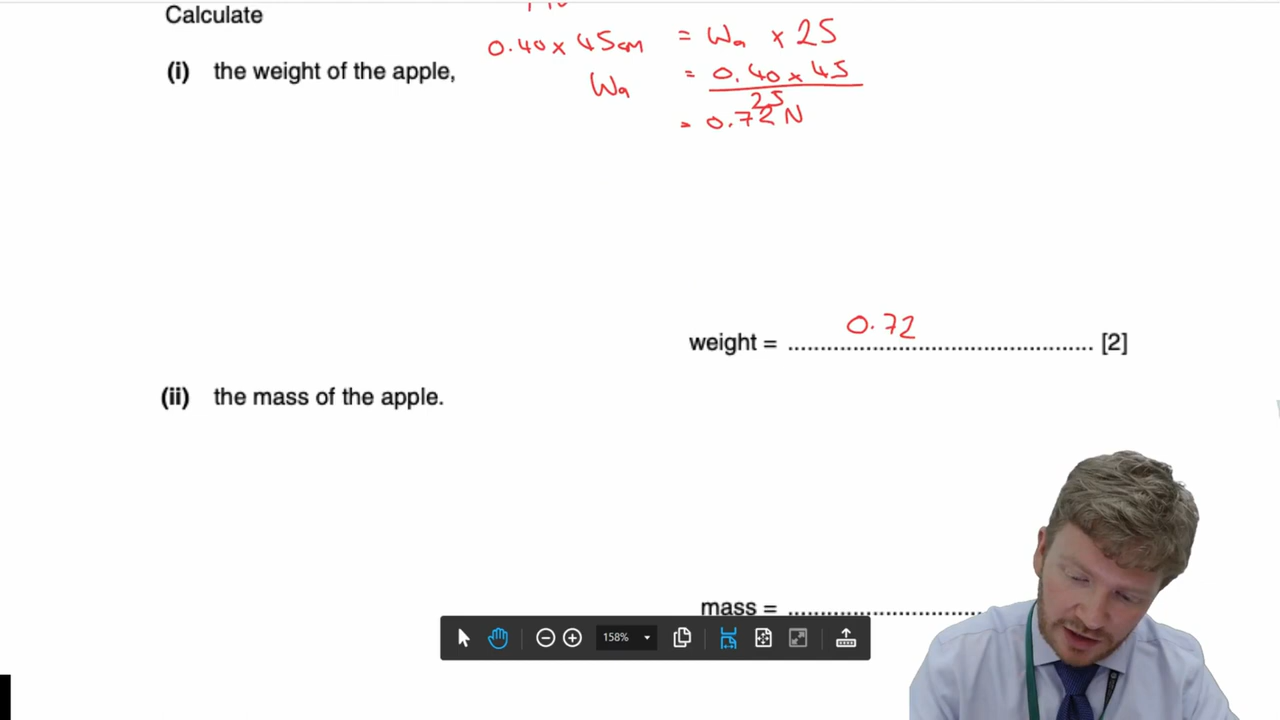 Calculate
0.40 x 45cm = Wa x 25
(i) the weight of the apple,
Wa = 0.40 x 45
25
= 0.72 N
0.72
weight = .................................................... [2]
(ii) the mass of the apple.
mass = ................................
158%